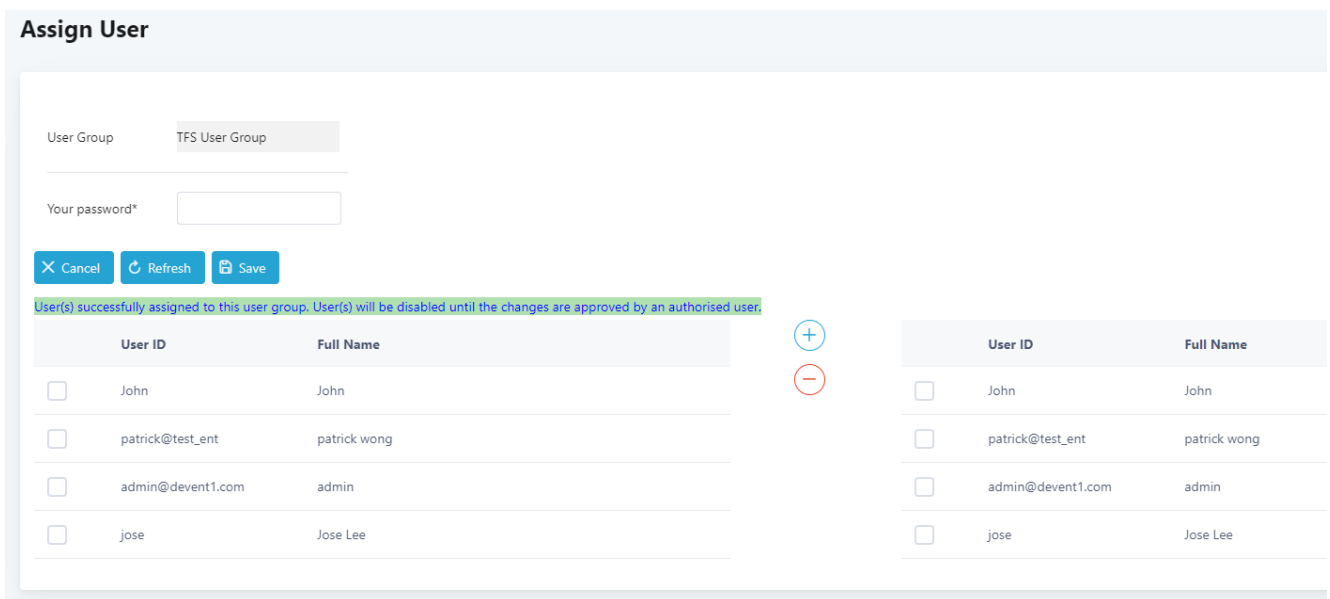 Assign User
User Group TFS User Group
Your password*
Cancel Refresh Save
User(s) successfully assigned to this user group. User(s) will be disabled until the changes are approved by an authorised user.
User ID Full Name User ID Full Name
John John John John
patrick@test_ent patrick wong patrick@test_ent patrick wong
admin@devent1.com admin admin@devent1.com admin
jose Jose Lee jose Jose Lee